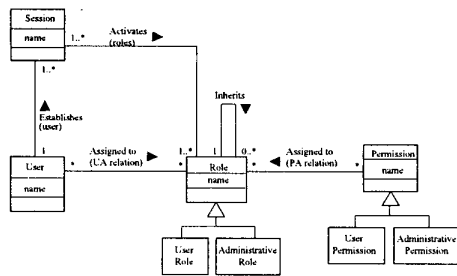 Session
name
1..*
Activates
(roles)
1..*
Inherits
Establishes
(user)
1
Assigned to
(UA relation)
1..*
1
0..*
Assigned to
(PA relation)
User
*
*
Role
*
*
Permission
name
name
name
User
Role
Administrative
Role
User
Permission
Administrative
Permission